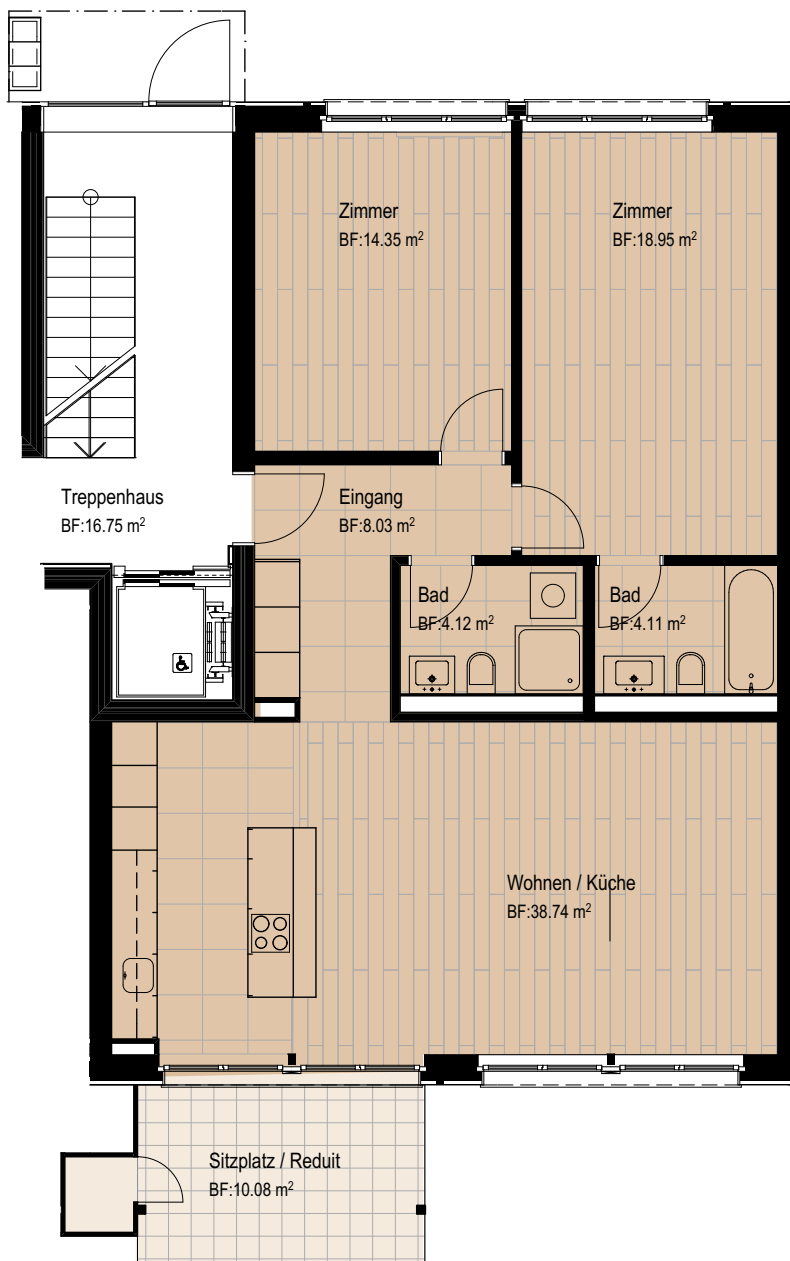 Zimmer
BF:14.35 m²
Zimmer
BF:18.95 m²
Treppenhaus
BF:16.75 m²
Eingang
BF:8.03 m²
Bad
BF:4.12 m²
Bad
BF:4.11 m²
Wohnen / Küche
BF:38.74 m²
Sitzplatz / Reduit
BF:10.08 m²